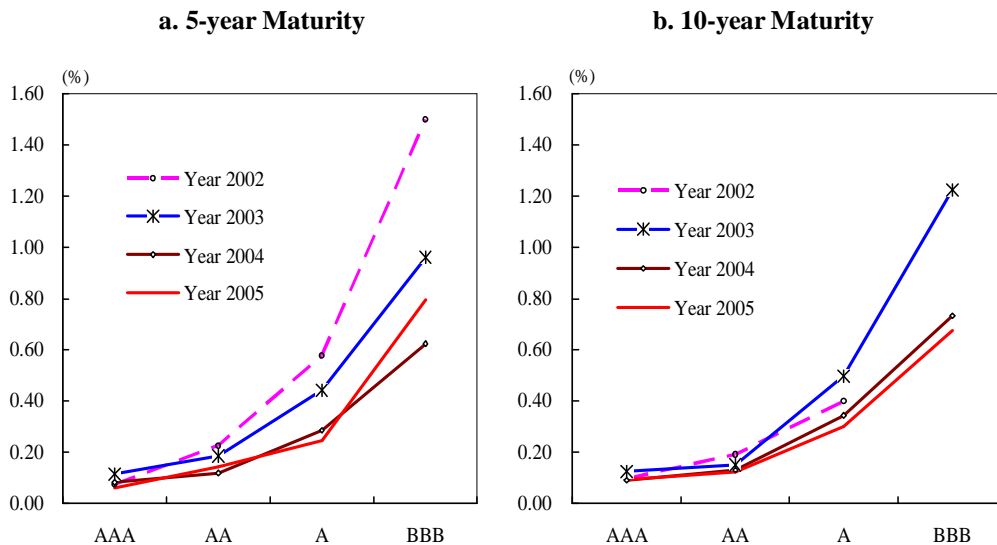 a. 5-year Maturity
(%)
1.60
1.40
1.20
1.00
0.80
0.60
0.40
0.20
0.00
Year 2002
Year 2003
Year 2004
Year 2005
AAA AA A BBB
b. 10-year Maturity
(%)
1.60
1.40
1.20
1.00
0.80
0.60
0.40
0.20
0.00
Year 2002
Year 2003
Year 2004
Year 2005
AAA AA A BBB